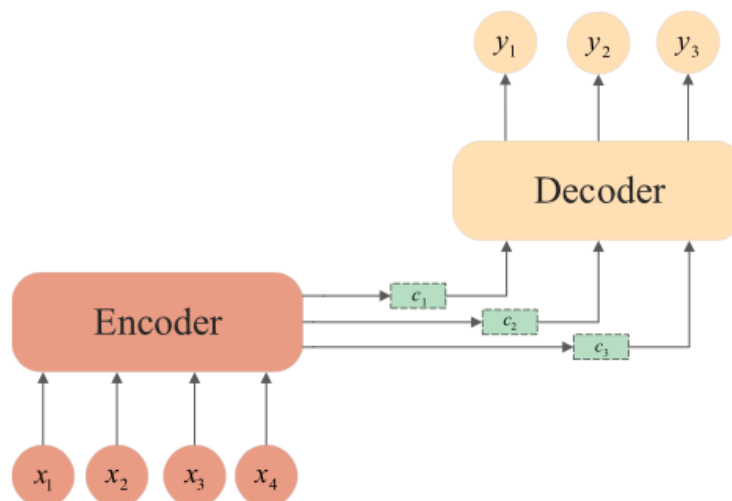 y₁ y₂ y₃
Decoder
c₁
Encoder
c₂
c₃
x₁ x₂ x₃ x₄